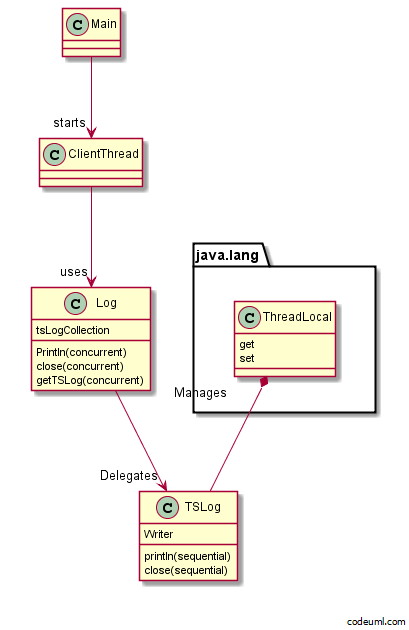 C Main
starts
C ClientThread
uses
java.lang
C Log
tsLogCollection
Println(concurrent)
close(concurrent)
getTSLog(concurrent)
C ThreadLocal
get
set
Manages
Delegates
C TSLog
Writer
println(sequential)
close(sequential)
codeuml.com